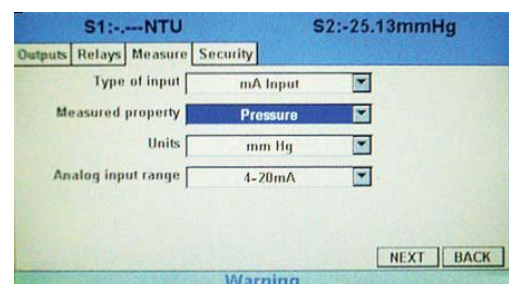 S1:-.---NTU S2:-25.13mmHg
Outputs Relays Measure Security
Type of input mA Input
Measured property Pressure
Units mm Hg
Analog input range 4-20mA
NEXT BACK
Warning